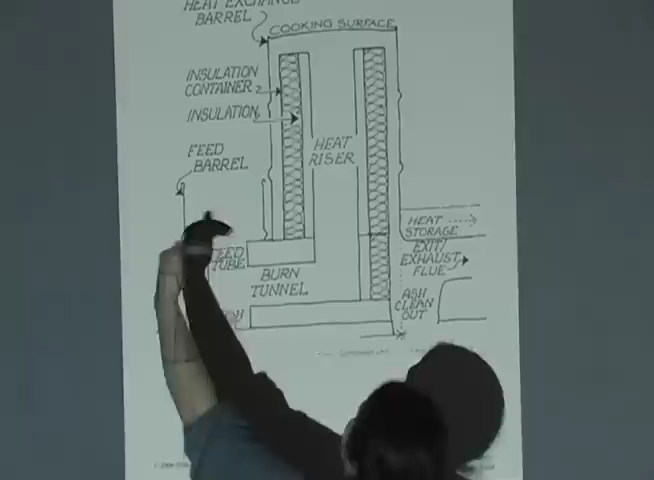 HEAT EXCHANGE
BARREL
COOKING SURFACE
INSULATION
CONTAINER
INSULATION
HEAT
RISER
FEED
BARREL
HEAT
STORAGE
EXIT/
EXHAUST
FLUE
TUBE
BURN
TUNNEL
ASH
CLEAN
OUT